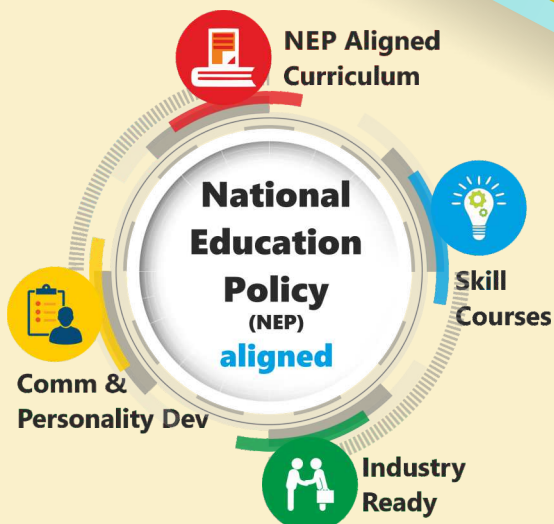 NEP Aligned
Curriculum
National
Education
Policy
(NEP)
aligned
Skill
Courses
Comm &
Personality Dev
Industry
Ready